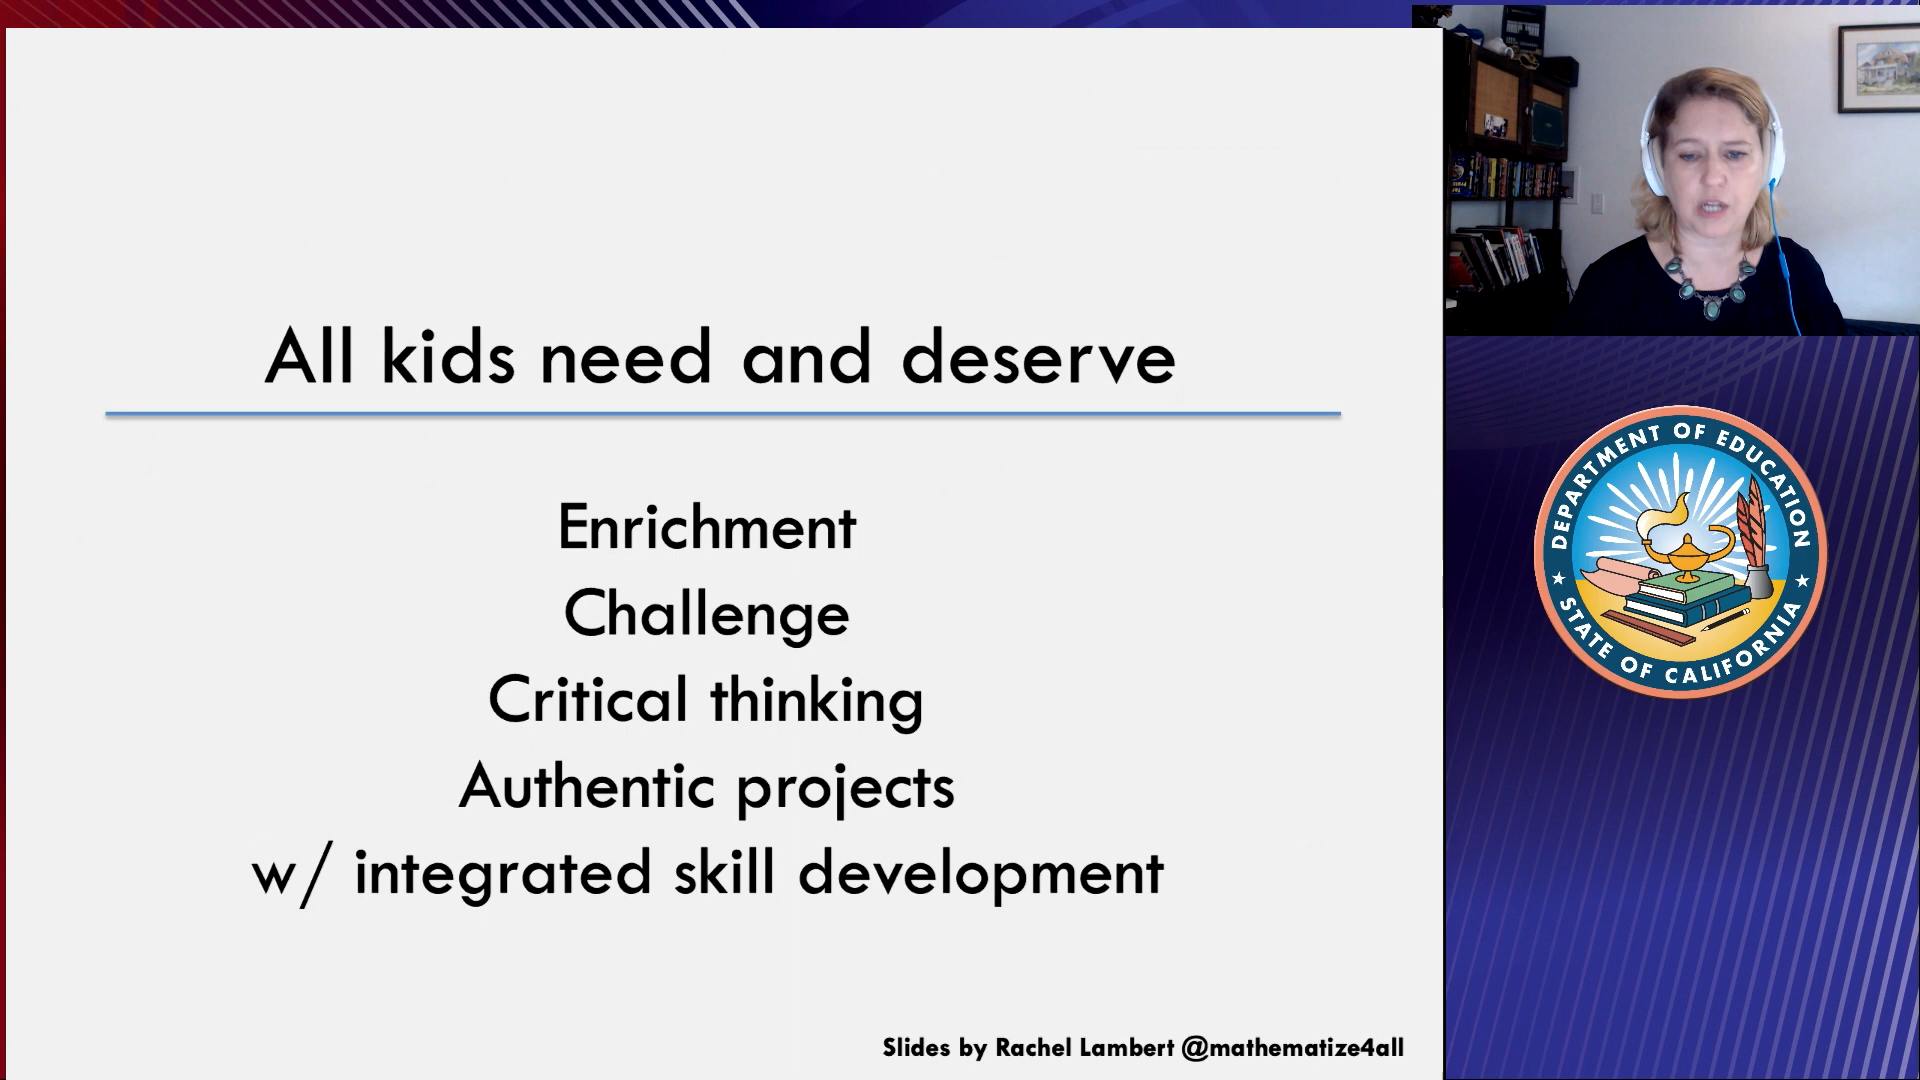 All kids need and deserve
Enrichment
Challenge
Critical thinking
Authentic projects
w/ integrated skill development
Slides by Rachel Lambert @mathematize4all
DEPARTMENT OF EDUCATION
STATE OF CALIFORNIA